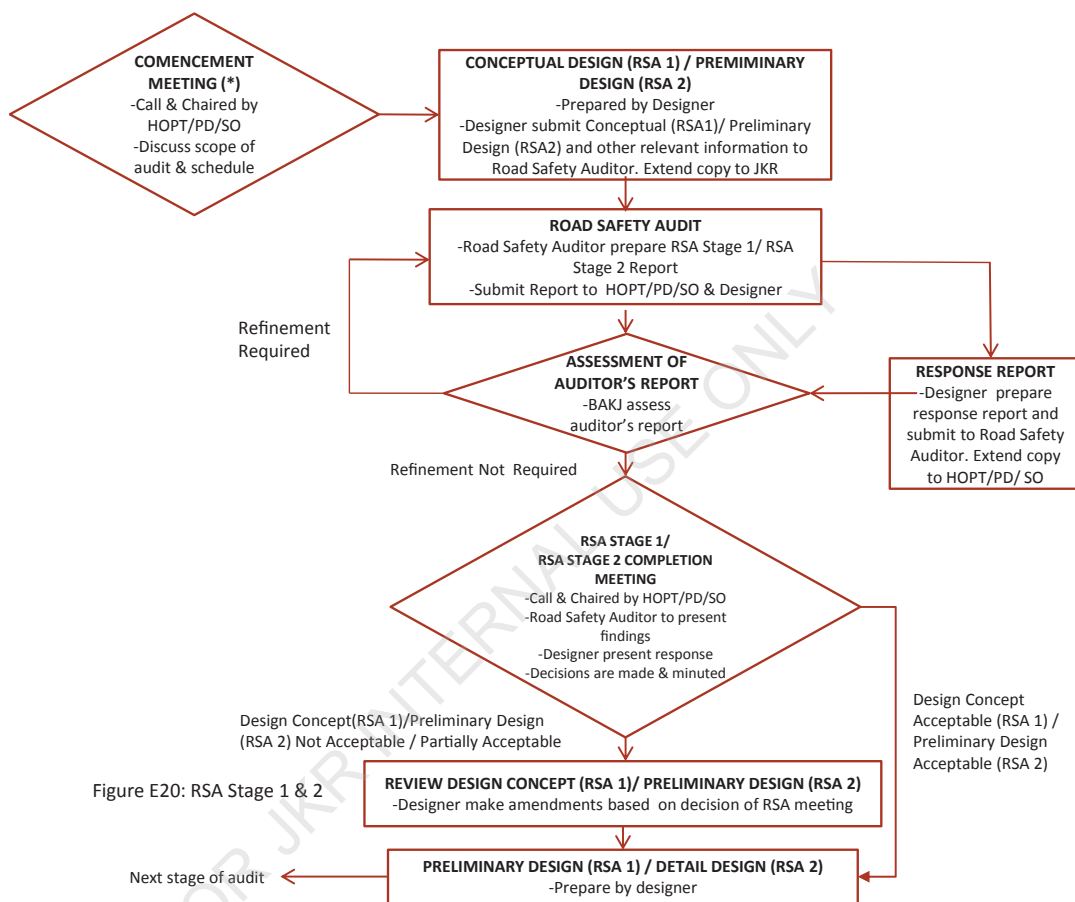 COMENCEMENT
MEETING (*)
-Call & Chaired by
HOPT/PD/SO
-Discuss scope of
audit & schedule
CONCEPTUAL DESIGN (RSA 1) / PREMIMINARY
DESIGN (RSA 2)
-Prepared by Designer
-Designer submit Conceptual (RSA1)/ Preliminary
Design (RSA2) and other relevant information to
Road Safety Auditor. Extend copy to JKR
ROAD SAFETY AUDIT
-Road Safety Auditor prepare RSA Stage 1/ RSA
Stage 2 Report
-Submit Report to HOPT/PD/SO & Designer
Refinement
Required
ASSESSMENT OF
AUDITOR'S REPORT
-BAKJ assess
auditor's report
RESPONSE REPORT
-Designer prepare
response report and
submit to Road Safety
Auditor. Extend copy
to HOPT/PD/ SO
Refinement Not Required
RSA STAGE 1/
RSA STAGE 2 COMPLETION
MEETING
-Call & Chaired by HOPT/PD/SO
-Road Safety Auditor to present
findings
-Designer present response
-Decisions are made & minuted
Design Concept(RSA 1)/Preliminary Design
(RSA 2) Not Acceptable / Partially Acceptable
Design Concept
Acceptable (RSA 1) /
Preliminary Design
Acceptable (RSA 2)
Figure E20: RSA Stage 1 & 2
REVIEW DESIGN CONCEPT (RSA 1)/ PRELIMINARY DESIGN (RSA 2)
-Designer make amendments based on decision of RSA meeting
PRELIMINARY DESIGN (RSA 1) / DETAIL DESIGN (RSA 2)
-Prepare by designer
Next stage of audit
OR JKR INTERNAL USE ONLY